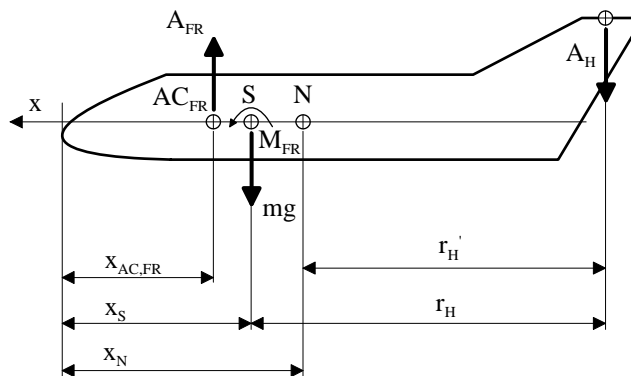 A_FR
A_H
AC_FR S N
x
M_FR
mg
r_H'
x_AC,FR
x_S r_H
x_N